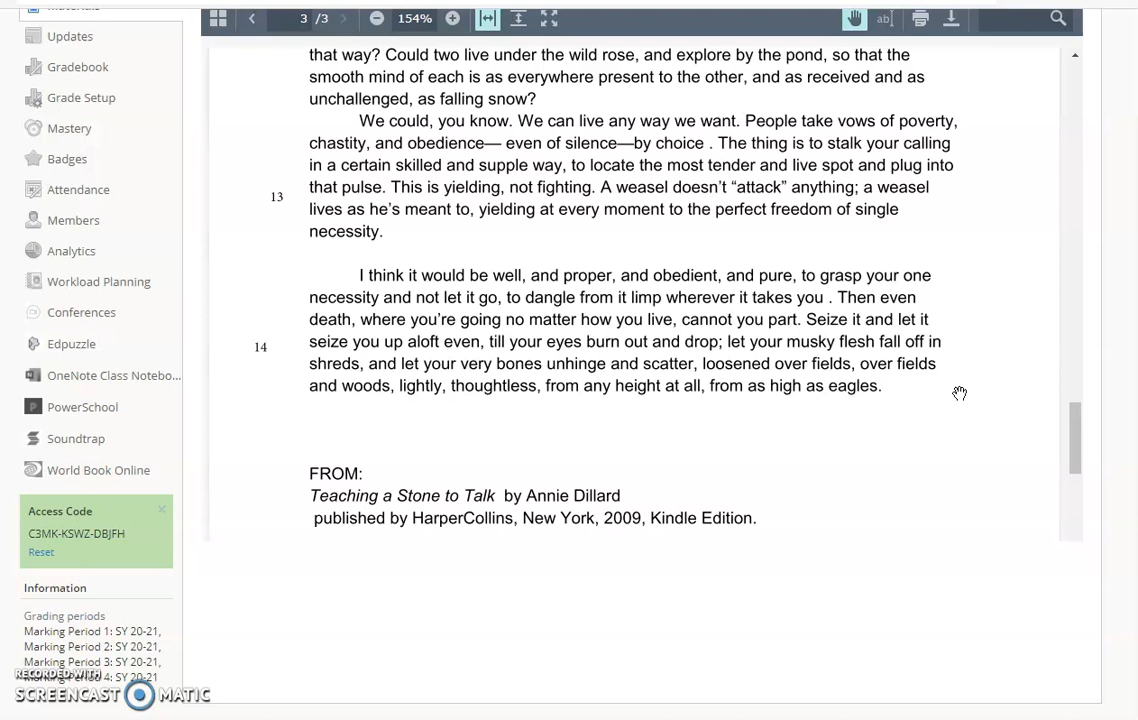 Materials
Updates
Gradebook
Grade Setup
Mastery
Badges
Attendance
Members
Analytics
Workload Planning
Conferences
Edpuzzle
OneNote Class Notebo...
PowerSchool
Soundtrap
World Book Online
Access Code
C3MK-KSWZ-DBJFH
Reset
Information
Grading periods
Marking Period 1: SY 20-21,
Marking Period 2: SY 20-21,
Marking Period 3: SY 20-21,
Marking Period 4: SY 20-21
RECORDED WITH
SCREENCAST MATIC
3 /3 154% ab
that way? Could two live under the wild rose, and explore by the pond, so that the
smooth mind of each is as everywhere present to the other, and as received and as
unchallenged, as falling snow?
We could, you know. We can live any way we want. People take vows of poverty,
chastity, and obedience— even of silence—by choice . The thing is to stalk your calling
in a certain skilled and supple way, to locate the most tender and live spot and plug into
that pulse. This is yielding, not fighting. A weasel doesn't “attack” anything; a weasel
13
lives as he's meant to, yielding at every moment to the perfect freedom of single
necessity.
I think it would be well, and proper, and obedient, and pure, to grasp your one
necessity and not let it go, to dangle from it limp wherever it takes you . Then even
death, where you're going no matter how you live, cannot you part. Seize it and let it
14
seize you up aloft even, till your eyes burn out and drop; let your musky flesh fall off in
shreds, and let your very bones unhinge and scatter, loosened over fields, over fields
and woods, lightly, thoughtless, from any height at all, from as high as eagles.
FROM:
Teaching a Stone to Talk by Annie Dillard
published by HarperCollins, New York, 2009, Kindle Edition.